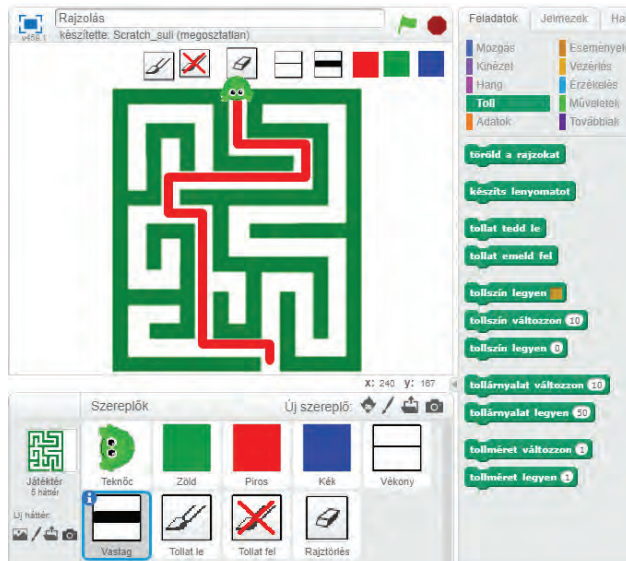 Rajzolás
v458.1
készítette: Scratch_suli (megosztatlan)
x: 240 y: 187
Szereplők
Új szereplő:
Játéktér
5 háttér
Új háttér:
Teknőc
Zöld
Piros
Kék
Vékony
Vastag
Tollat le
Tollat fel
Rajztörlés
Feladatok
Jelmezek
Ha
Mozgás
Események
Kinézet
Vezérlés
Hang
Érzékelés
Toll
Műveletek
Adatok
Továbbiak
töröld a rajzokat
készíts lenyomatot
tollat tedd le
tollat emeld fel
tollszín legyen
tollszín változzon 10
tollszín legyen 0
tollárnyalat változzon 10
tollárnyalat legyen 50
tollméret változzon 1
tollméret legyen 1